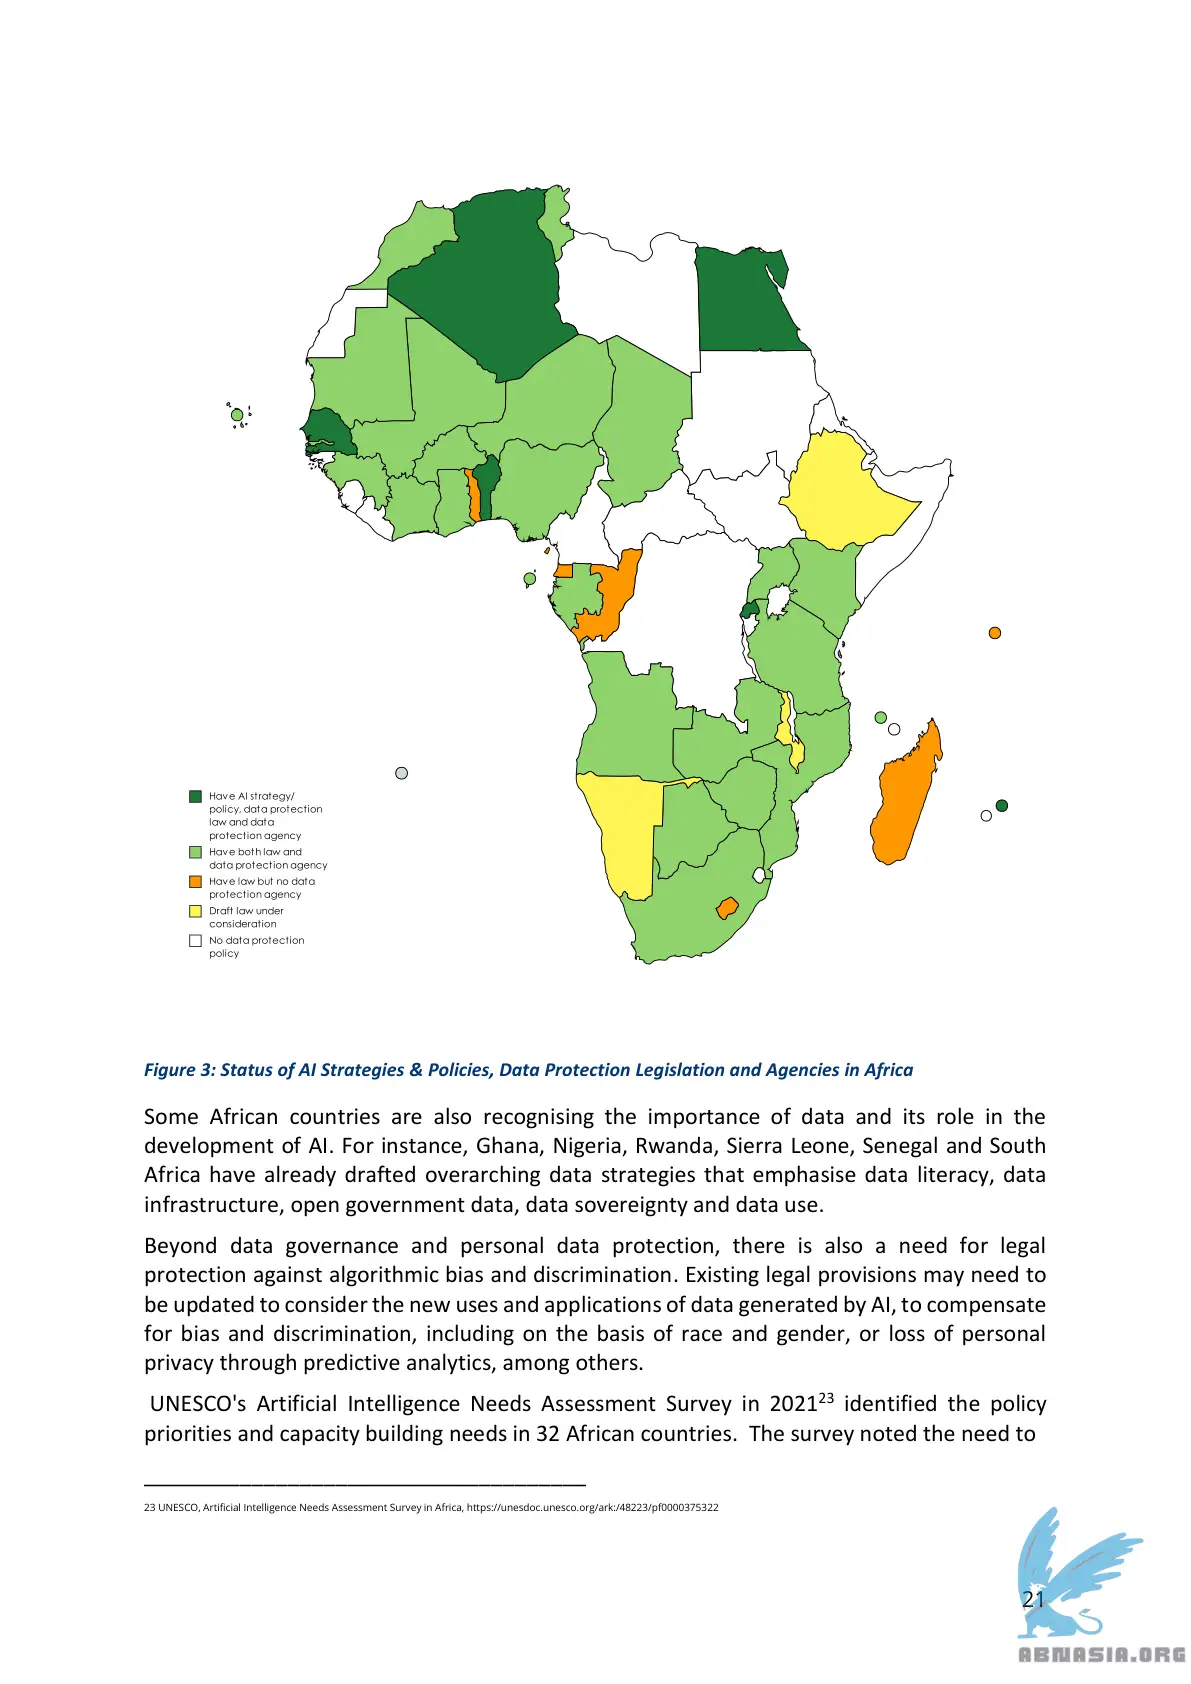 Have AI strategy/
policy. data protection
law and data
protection agency
Have both law and
data protection agency
Have law but no data
protection agency
Draft law under
consideration
No data protection
policy
Figure 3: Status of AI Strategies & Policies, Data Protection Legislation and Agencies in Africa
Some African countries are also recognising the importance of data and its role in the
development of AI. For instance, Ghana, Nigeria, Rwanda, Sierra Leone, Senegal and South
Africa have already drafted overarching data strategies that emphasise data literacy, data
infrastructure, open government data, data sovereignty and data use.
Beyond data governance and personal data protection, there is also a need for legal
protection against algorithmic bias and discrimination. Existing legal provisions may need to
be updated to consider the new uses and applications of data generated by AI, to compensate
for bias and discrimination, including on the basis of race and gender, or loss of personal
privacy through predictive analytics, among others.
UNESCO's Artificial Intelligence Needs Assessment Survey in 2021²³ identified the policy
priorities and capacity building needs in 32 African countries. The survey noted the need to
23 UNESCO, Artificial Intelligence Needs Assessment Survey in Africa, https://unesdoc.unesco.org/ark:/48223/pf0000375322
21
ABNASIA.ORG